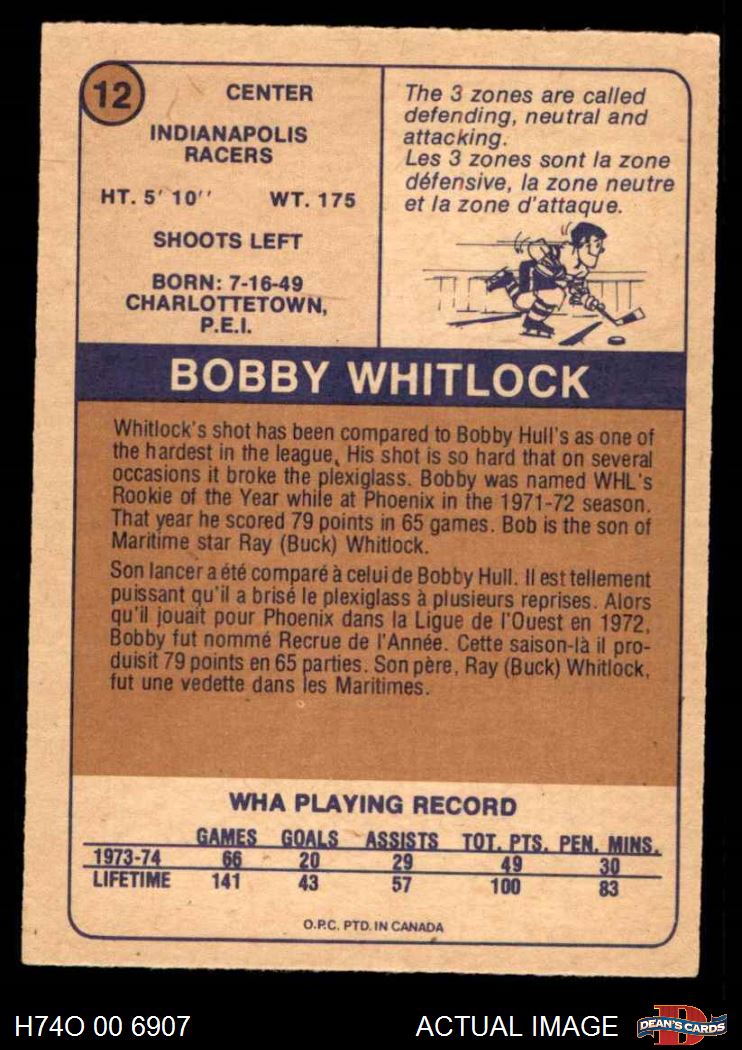 12
CENTER
INDIANAPOLIS
RACERS
HT. 5' 10'' WT. 175
SHOOTS LEFT
BORN: 7-16-49
CHARLOTTETOWN,
P.E.I.
The 3 zones are called
defending, neutral and
attacking.
Les 3 zones sont la zone
défensive, la zone neutre
et la zone d'attaque.
BOBBY WHITLOCK
Whitlock's shot has been compared to Bobby Hull's as one of
the hardest in the league. His shot is so hard that on several
occasions it broke the plexiglass. Bobby was named WHL's
Rookie of the Year while at Phoenix in the 1971-72 season.
That year he scored 79 points in 65 games. Bob is the son of
Maritime star Ray (Buck) Whitlock.
Son lancer a été comparé à celui de Bobby Hull. Il est tellement
puissant qu'il a brisé le plexiglass à plusieurs reprises. Alors
qu'il jouait pour Phoenix dans la Ligue de l'Ouest en 1972,
Bobby fut nommé Recrue de l'Année. Cette saison-là il pro-
duisit 79 points en 65 parties. Son père, Ray (Buck) Whitlock,
fut une vedette dans les Maritimes.
WHA PLAYING RECORD
GAMES GOALS ASSISTS TOT. PTS. PEN. MINS.
1973-74 66 20 29 49 30
LIFETIME 141 43 57 100 83
O.P.C. PTD. IN CANADA
H74O 00 6907 ACTUAL IMAGE
D
DEAN'S CARDS